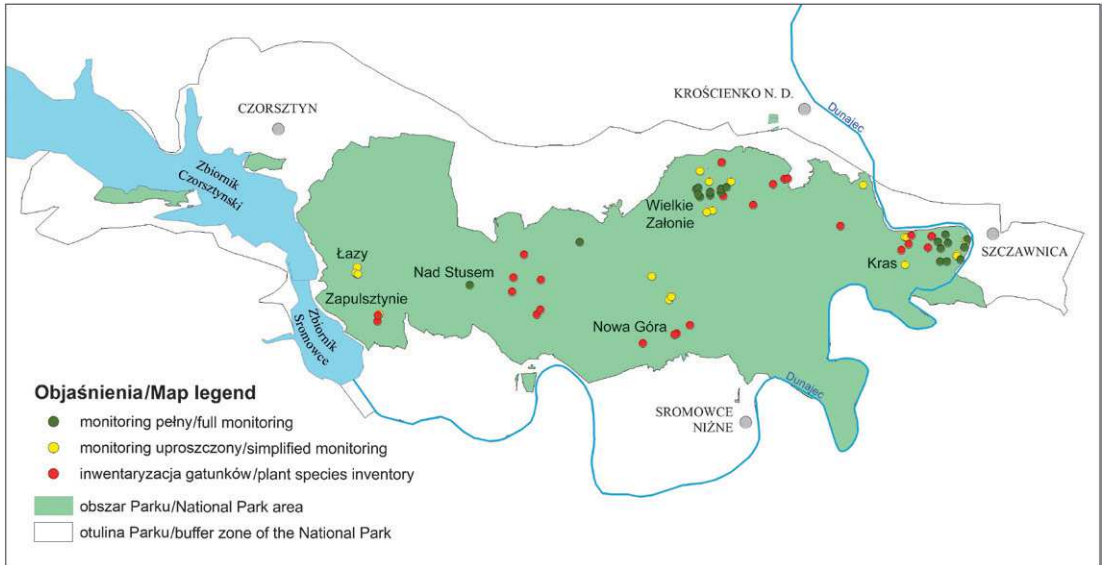 CZORSZTYN
KROŚCIENKO N. D.
Dunajec
Zbiornik
Czorsztynski
Wielkie
Załonie
SZCZAWNICA
Łazy
Nad Stusem
Kras
Zapulsztynie
Zbiornik
Sromowce
Nowa Góra
Dunajec
SROMOWCE
NIŻNE
Objaśnienia/Map legend
monitoring pełny/full monitoring
monitoring uproszczony/simplified monitoring
inwentaryzacja gatunków/plant species inventory
obszar Parku/National Park area
otulina Parku/buffer zone of the National Park